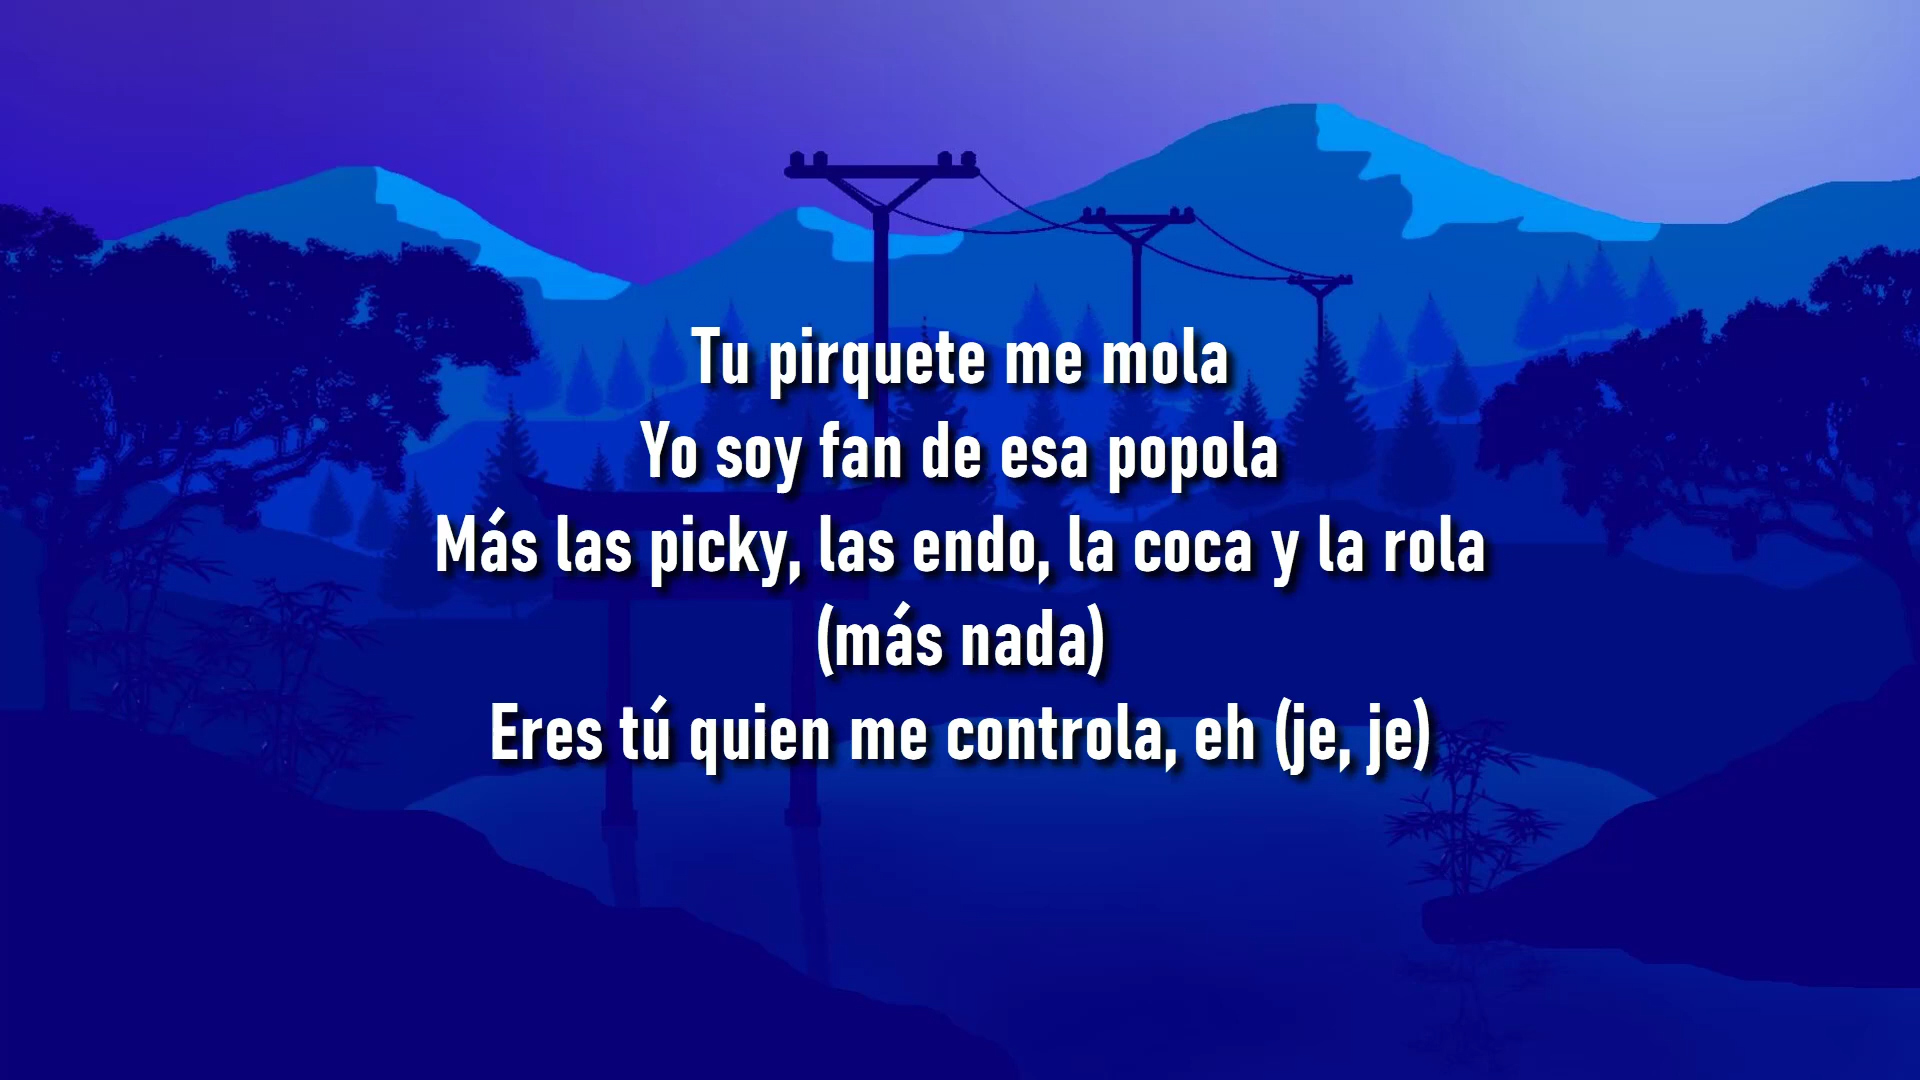 Tu pirquete me mola
Yo soy fan de esa popola
Más las picky, las endo, la coca y la rola
(más nada)
Eres tú quien me controla, eh (je, je)